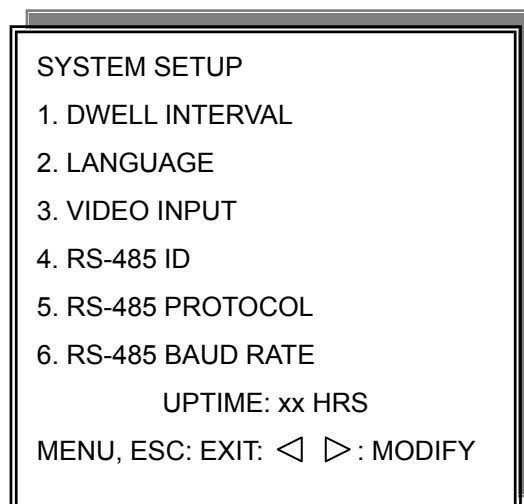 SYSTEM SETUP
1. DWELL INTERVAL
2. LANGUAGE
3. VIDEO INPUT
4. RS-485 ID
5. RS-485 PROTOCOL
6. RS-485 BAUD RATE
UPTIME: xx HRS
MENU, ESC: EXIT: ◁ ▷ : MODIFY